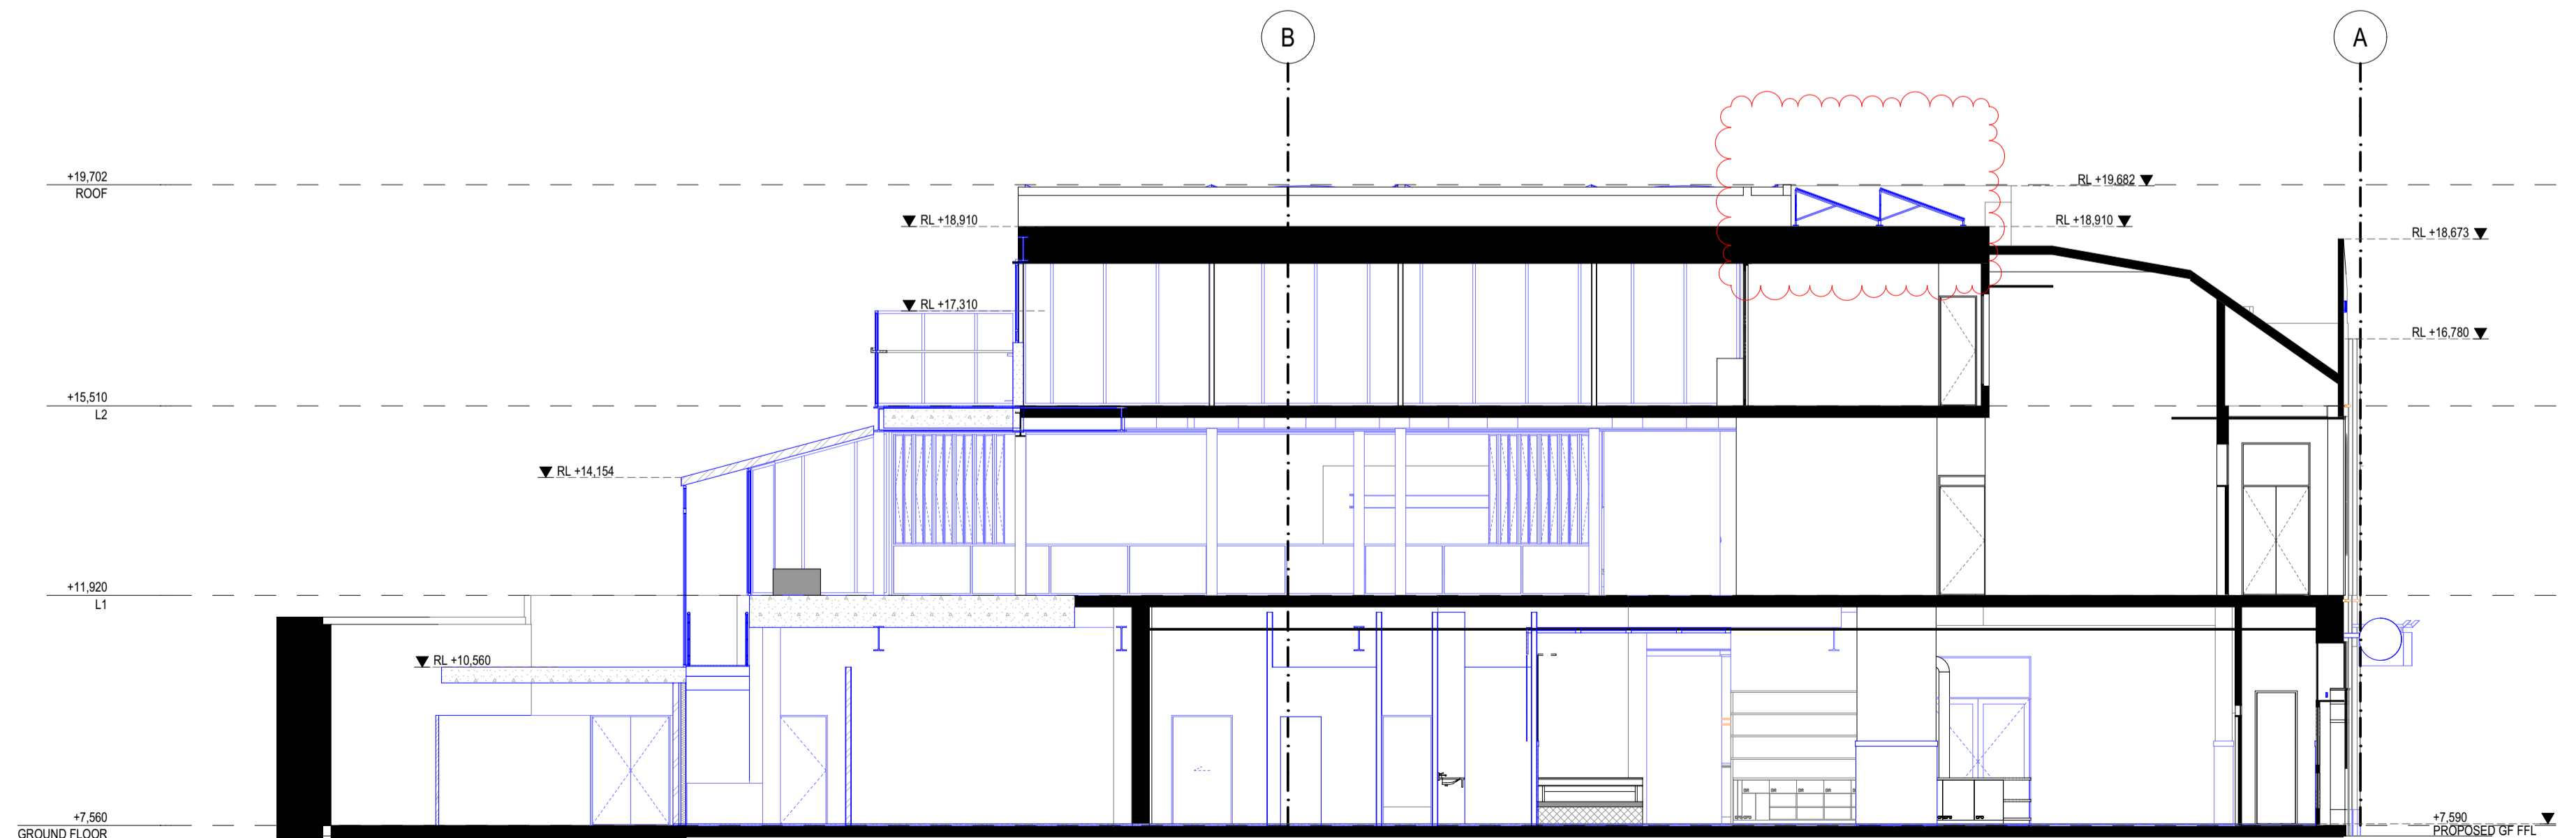 B
A
+19,702
ROOF
RL +19,682
RL +18,910
RL +18,910
RL +18,673
RL +17,310
RL +16,780
+15,510
L2
RL +14,154
+11,920
L1
RL +10,560
+7,560
GROUND FLOOR
+7,590
PROPOSED GF FFL